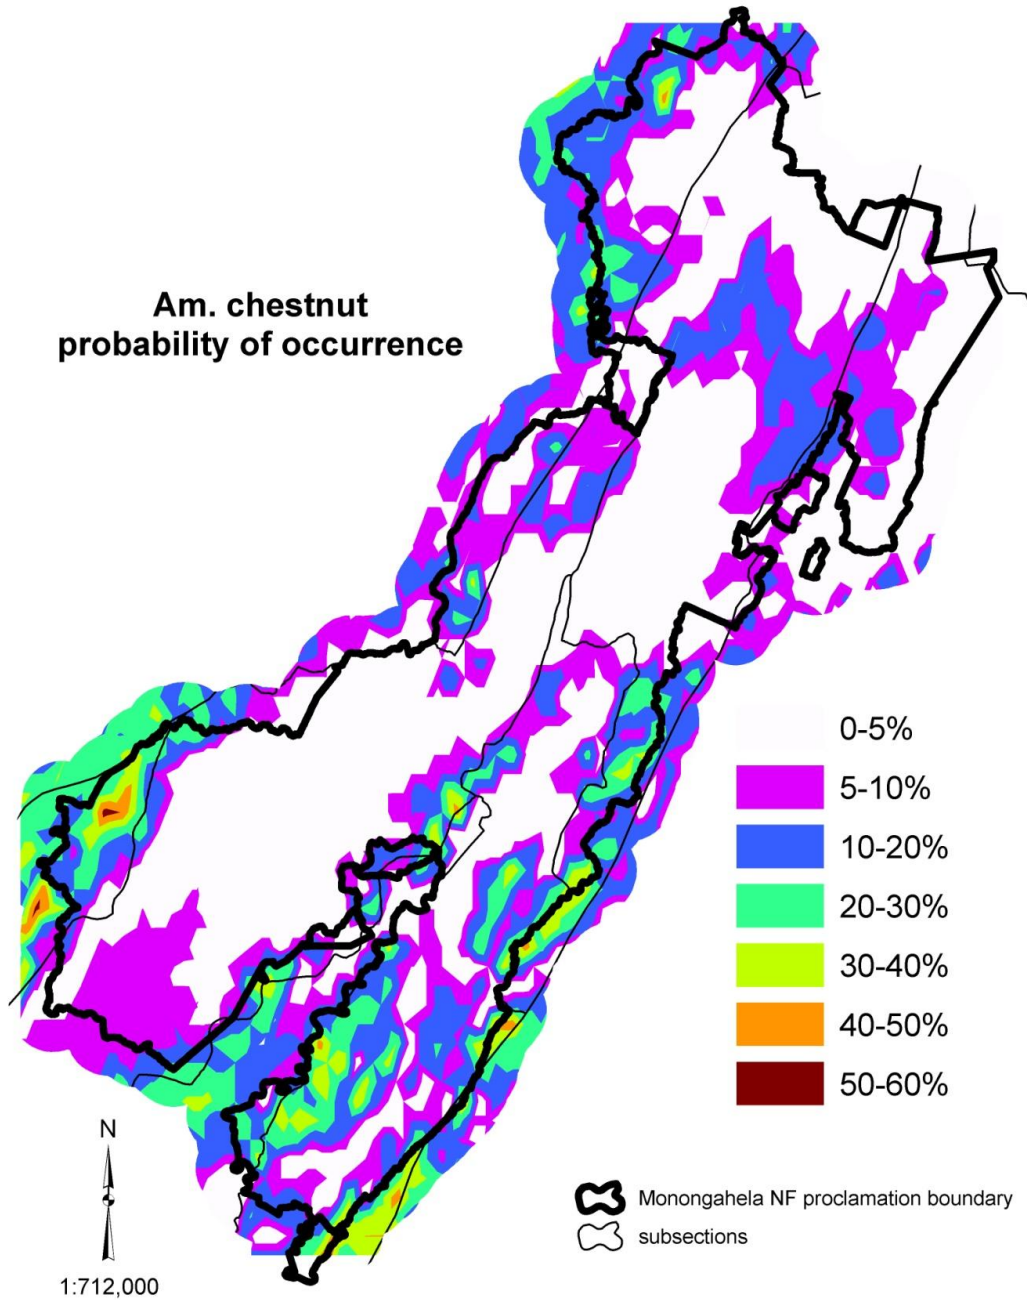 Am. chestnut
probability of occurrence
0-5%
5-10%
10-20%
20-30%
30-40%
40-50%
50-60%
N
1:712,000
Monongahela NF proclamation boundary
subsections